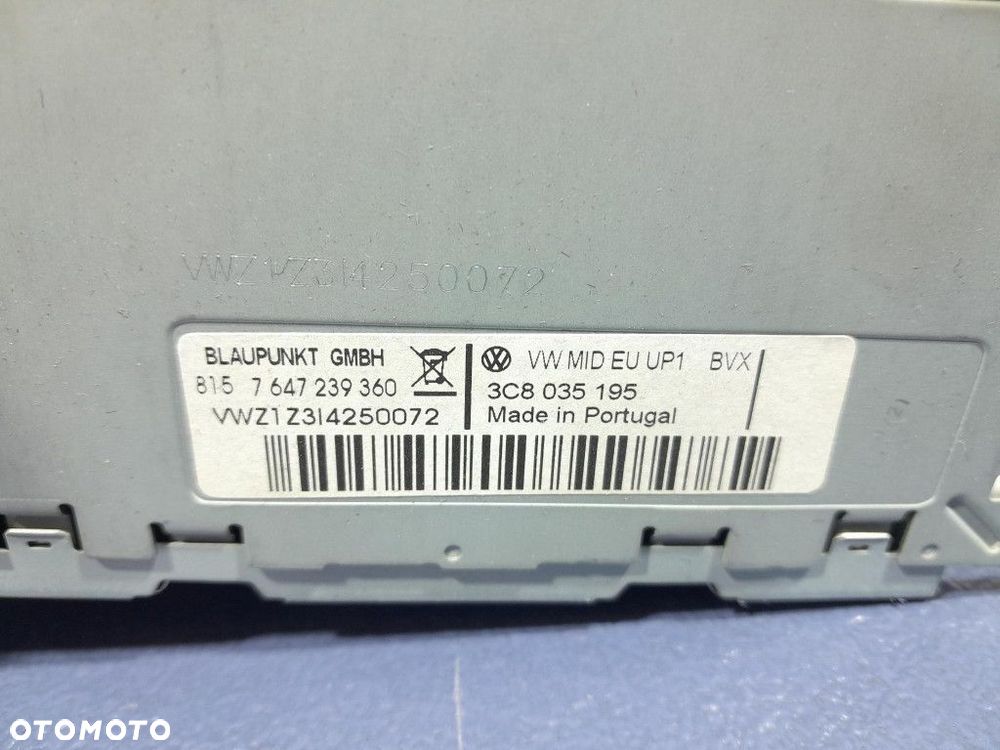 VWZ1Z3I4250072
BLAUPUNKT GMBH
815 7 647 239 360
VWZ1Z3I4250072
VW MID EU UP1 BVX
3C8 035 195
Made in Portugal
OTOMOTO